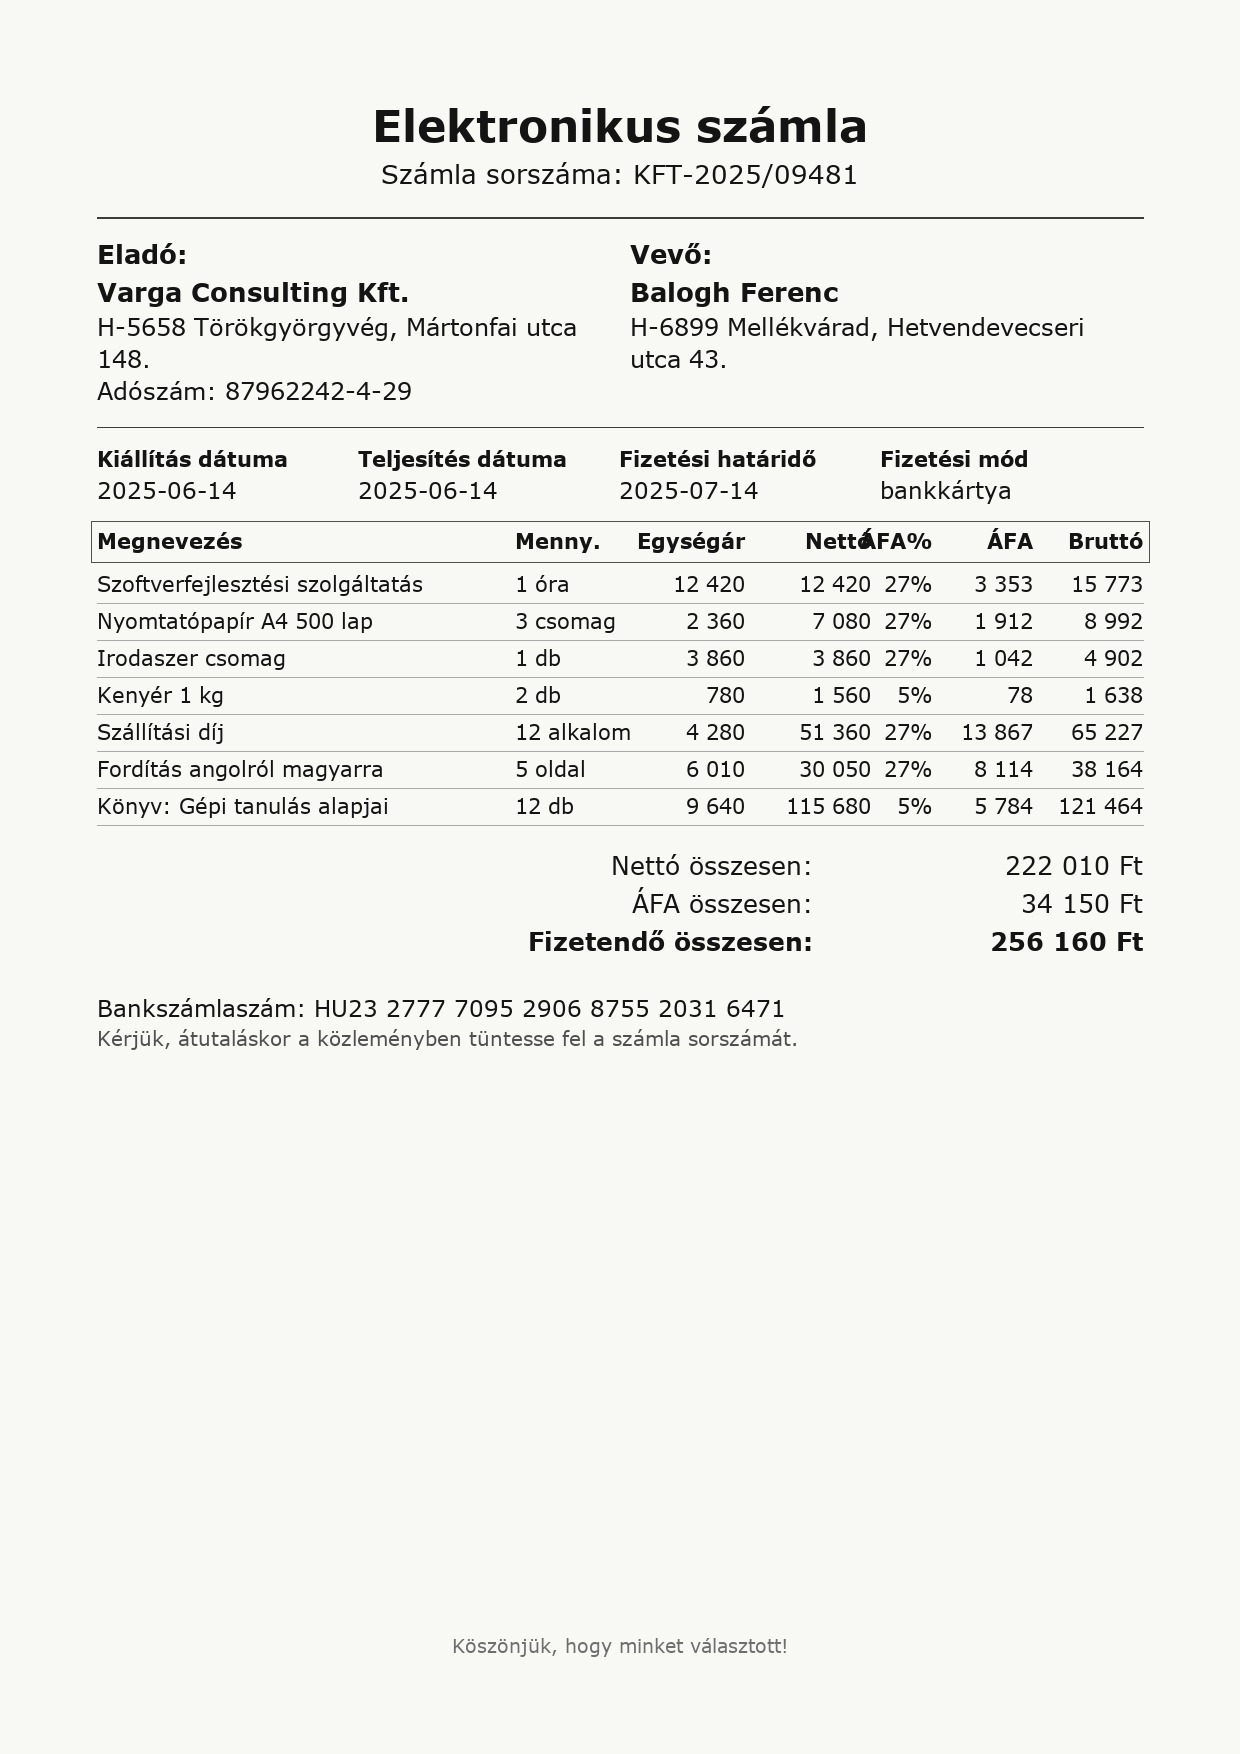 Elektronikus számla
Számla sorszáma: KFT-2025/09481
Eladó:
Varga Consulting Kft.
H-5658 Törökgyörgyvég, Mártonfai utca
148.
Adószám: 87962242-4-29
Vevő:
Balogh Ferenc
H-6899 Mellékvárad, Hetvendevecseri
utca 43.
Kiállítás dátuma Teljesítés dátuma Fizetési határidő Fizetési mód
2025-06-14 2025-06-14 2025-07-14 bankkártya
Megnevezés Menny. Egységár Nettó ÁFA% ÁFA Bruttó
Szoftverfejlesztési szolgáltatás 1 óra 12 420 12 420 27% 3 353 15 773
Nyomtatópapír A4 500 lap 3 csomag 2 360 7 080 27% 1 912 8 992
Irodaszer csomag 1 db 3 860 3 860 27% 1 042 4 902
Kenyér 1 kg 2 db 780 1 560 5% 78 1 638
Szállítási díj 12 alkalom 4 280 51 360 27% 13 867 65 227
Fordítás angolról magyarra 5 oldal 6 010 30 050 27% 8 114 38 164
Könyv: Gépi tanulás alapjai 12 db 9 640 115 680 5% 5 784 121 464
Nettó összesen: 222 010 Ft
ÁFA összesen: 34 150 Ft
Fizetendő összesen: 256 160 Ft
Bankszámlaszám: HU23 2777 7095 2906 8755 2031 6471
Kérjük, átutaláskor a közleményben tüntesse fel a számla sorszámát.
Köszönjük, hogy minket választott!